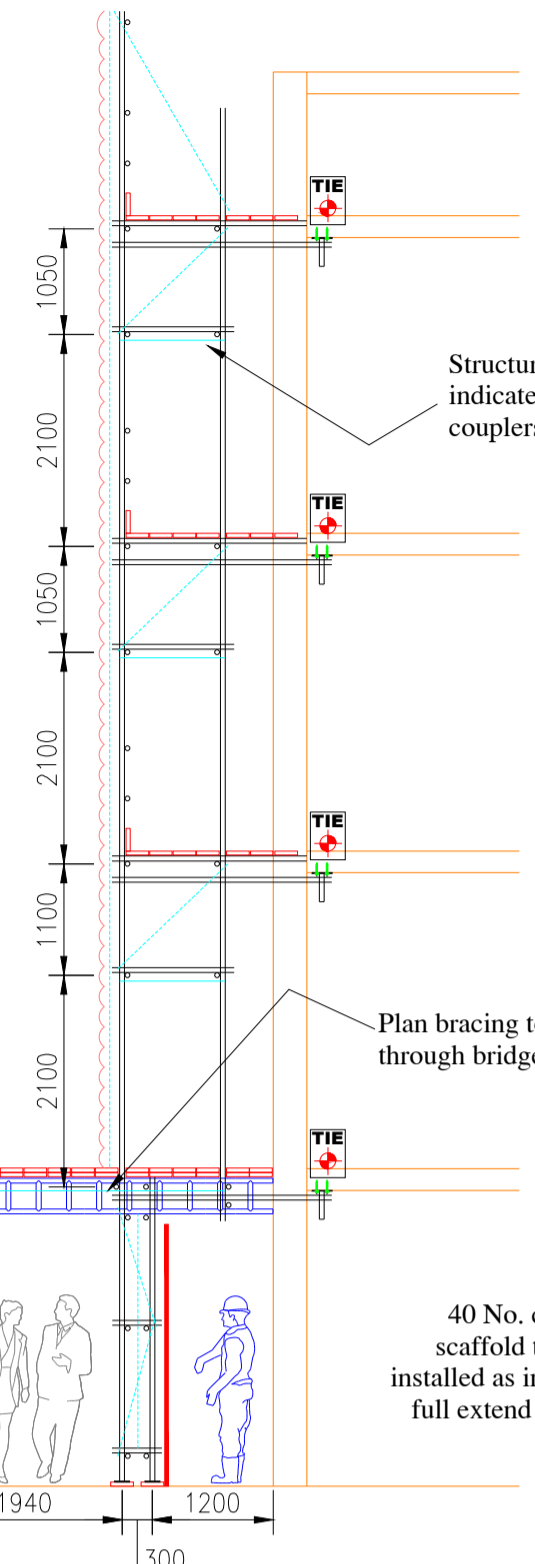 TIE
1050
Structur
indicate
couplers
2100
TIE
1050
2100
TIE
1100
Plan bracing t
through bridge
2100
TIE
40 No.
scaffold t
installed as i
full extend
1940
1200
300